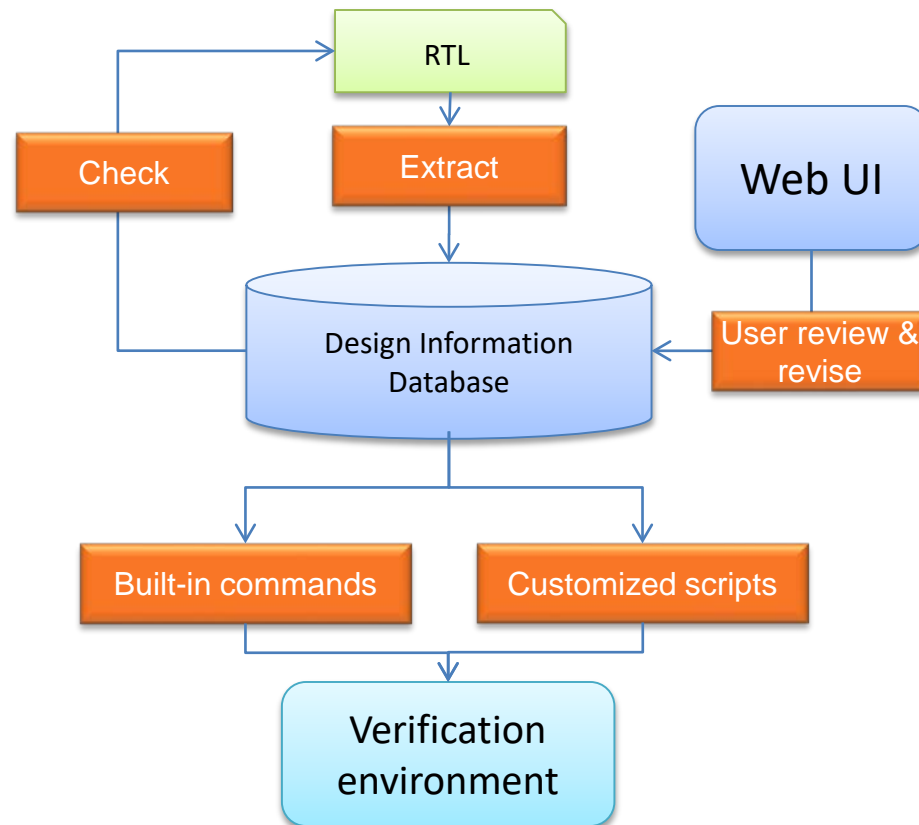 RTL
Check
Extract
Web UI
User review &
revise
Design Information
Database
Built-in commands
Customized scripts
Verification
environment